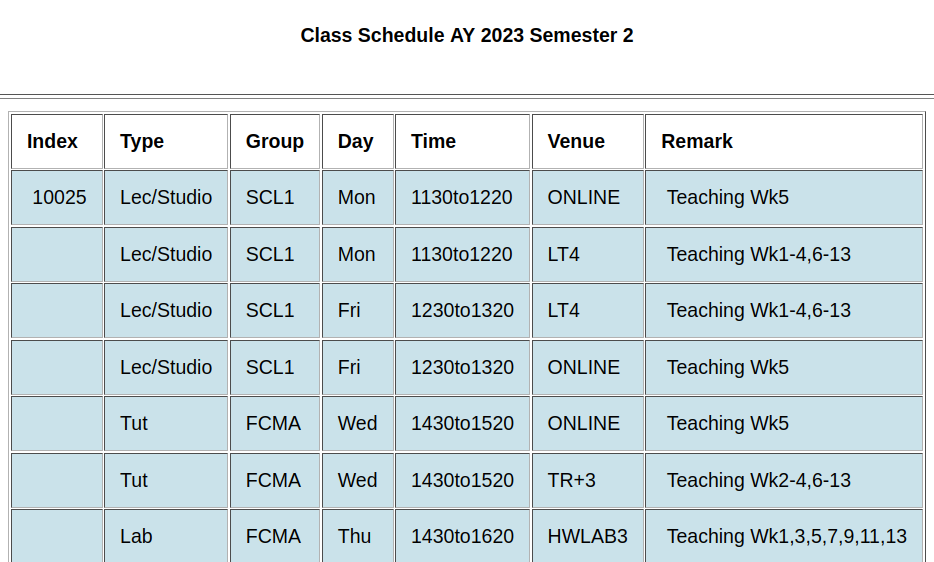 Class Schedule AY 2023 Semester 2
Index Type Group Day Time Venue Remark
10025 Lec/Studio SCL1 Mon 1130to1220 ONLINE Teaching Wk5
Lec/Studio SCL1 Mon 1130to1220 LT4 Teaching Wk1-4,6-13
Lec/Studio SCL1 Fri 1230to1320 LT4 Teaching Wk1-4,6-13
Lec/Studio SCL1 Fri 1230to1320 ONLINE Teaching Wk5
Tut FCMA Wed 1430to1520 ONLINE Teaching Wk5
Tut FCMA Wed 1430to1520 TR+3 Teaching Wk2-4,6-13
Lab FCMA Thu 1430to1620 HWLAB3 Teaching Wk1,3,5,7,9,11,13